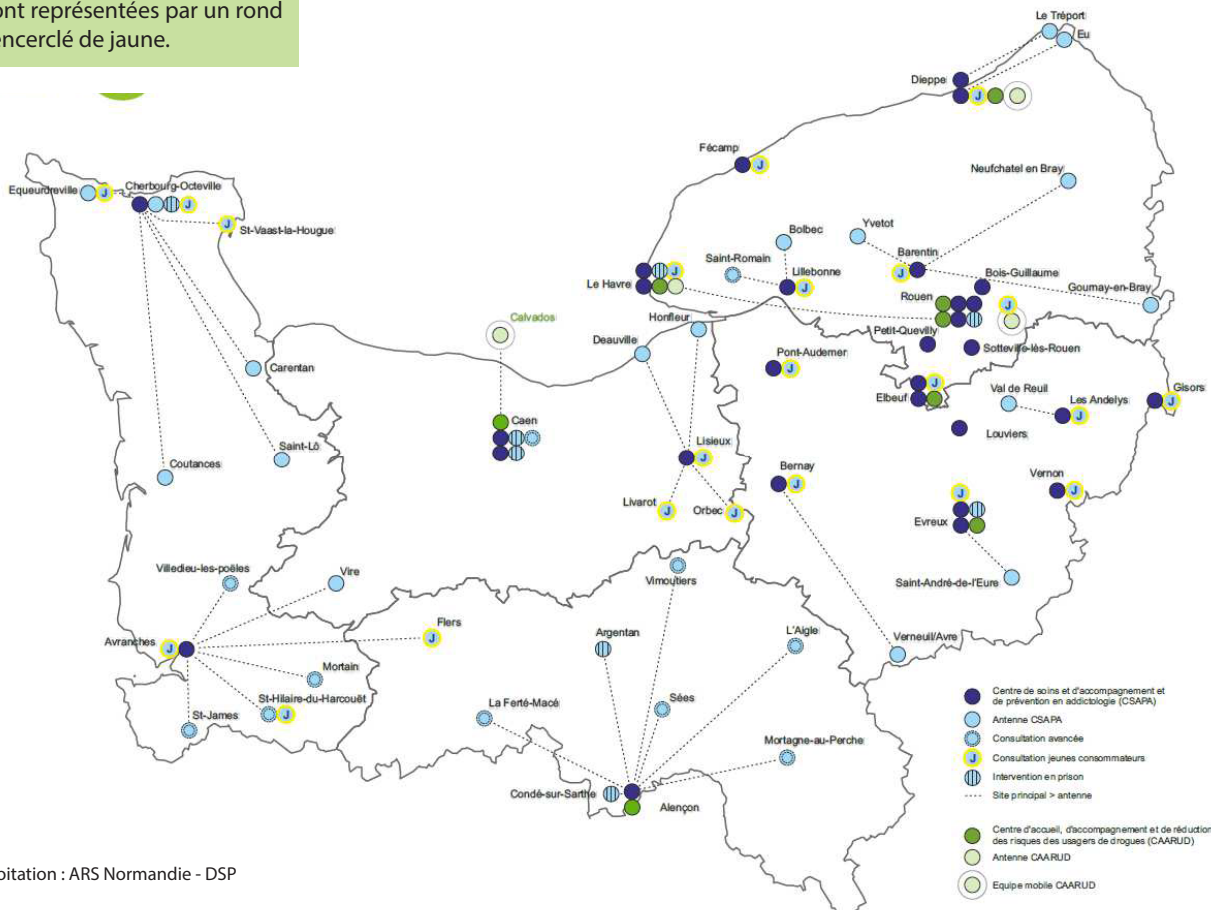 ont représentées par un rond
encerclé de jaune.
Le Tréport
Eu
Dieppe
J
Fécamp
J
Neufchatel en Bray
Equeurdreville
J
Cherbourg-Octeville
J
J
St-Vaast-la-Hougue
Yvetot
Bolbec
Barentin
J
Saint-Romain
Lillebonne
J
Bois-Guillaume
J
Le Havre
Rouen
J
Gournay-en-Bray
Calvados
Honfleur
Deauville
Petit-Quevilly
Sotteville-lès-Rouen
Pont-Audemer
J
Carentan
Elbeuf
J
Val de Reuil
Les Andelys
J
Gisors
J
Caen
Louviers
Saint-Lô
Coutances
Lisieux
J
Bernay
J
Vernon
J
Livarot
J
Orbec
J
J
Evreux
Villedieu-les-poëles
Vire
Vimoutiers
Saint-André-de-l'Eure
Avranches
J
Flers
J
Argentan
L'Aigle
Verneuil/Avre
Mortain
St-Hilaire-du-Harcouët
J
St-James
La Ferté-Macé
Sées
Mortagne-au-Perche
Condé-sur-Sarthe
Alençon
Centre de soins et d'accompagnement et
de prévention en addictologie (CSAPA)
Antenne CSAPA
Consultation avancée
J
Consultation jeunes consommateurs
Intervention en prison
Site principal > antenne
Centre d'accueil, d'accompagnement et de réduction
des risques des usagers de drogues (CAARUD)
Antenne CAARUD
Equipe mobile CAARUD
oitation : ARS Normandie - DSP